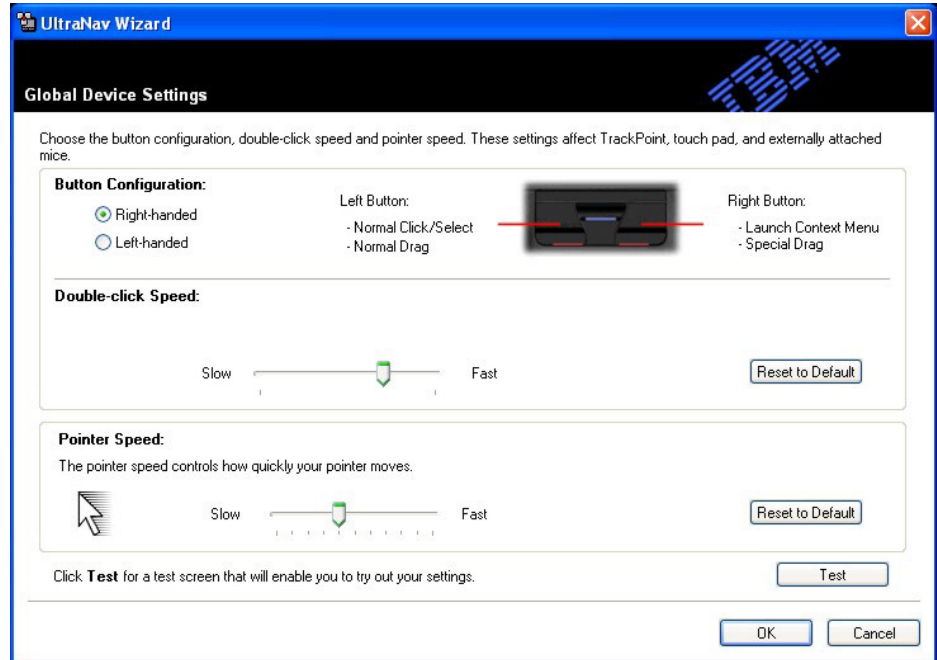 UltraNav Wizard
IBM
Global Device Settings
Choose the button configuration, double-click speed and pointer speed. These settings affect TrackPoint, touch pad, and externally attached
mice.
Button Configuration:
Right-handed
Left-handed
Left Button:
- Normal Click/Select
- Normal Drag
Right Button:
- Launch Context Menu
- Special Drag
Double-click Speed:
Slow
Fast
Reset to Default
Pointer Speed:
The pointer speed controls how quickly your pointer moves.
Slow
Fast
Reset to Default
Click Test for a test screen that will enable you to try out your settings.
Test
OK
Cancel